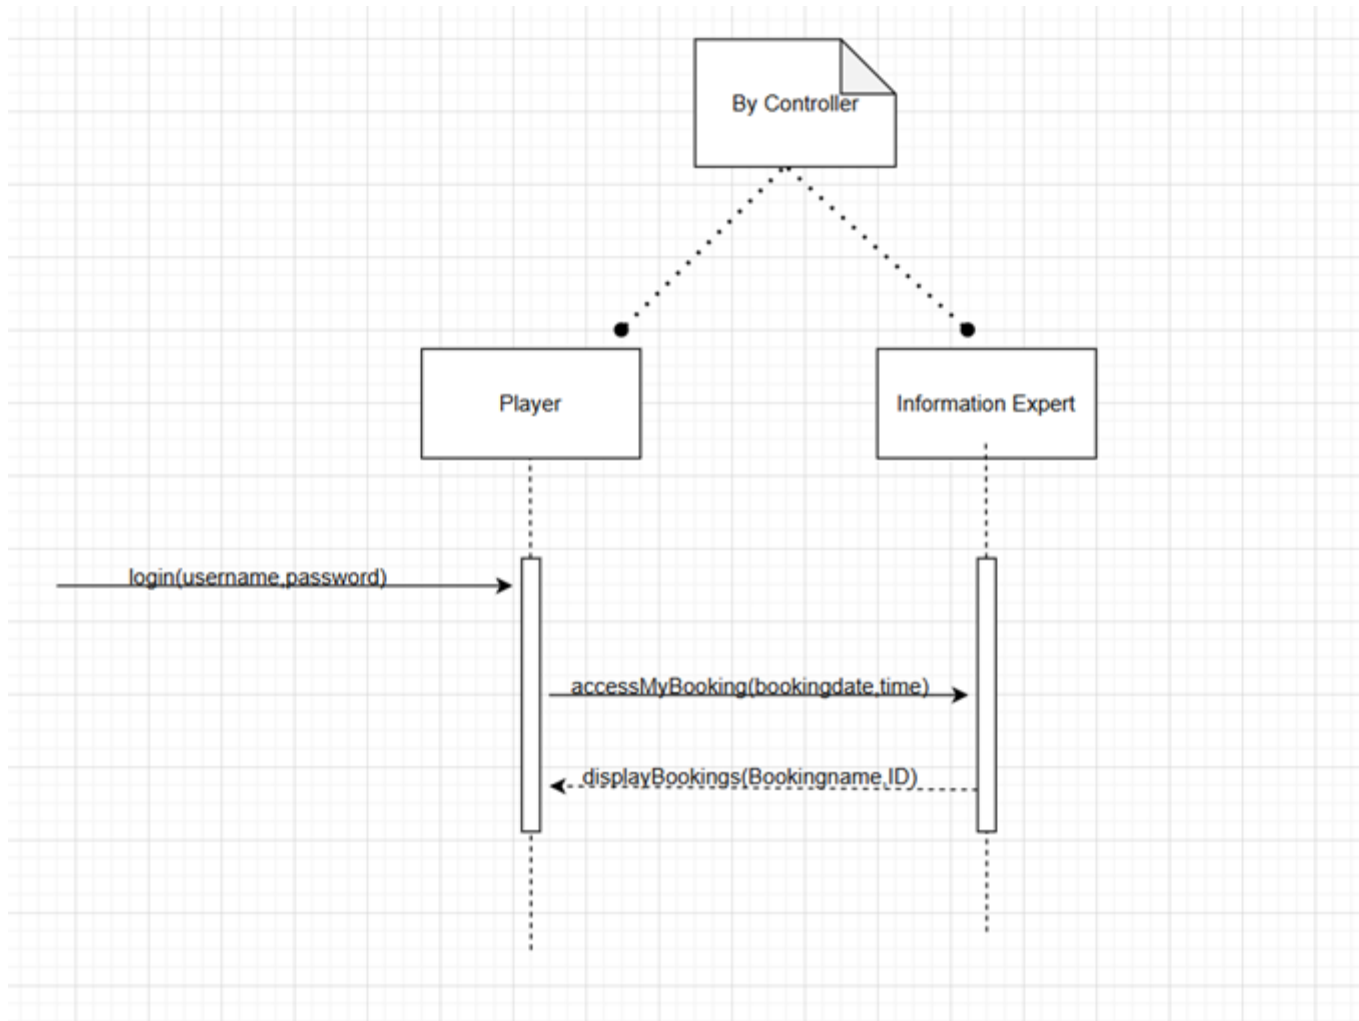 By Controller
Player
Information Expert
login(username,password)
accessMyBooking(bookingdate,time)
displayBookings(Bookingname,ID)